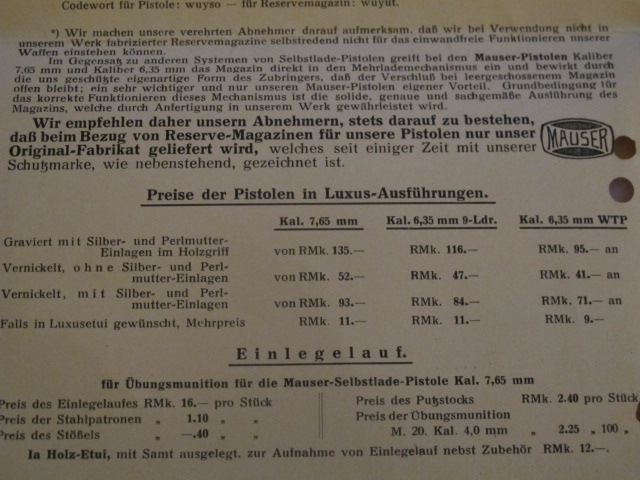 Codewort für Pistole: wuyso — für Reservemagazin: wuyut.
*) Wir machen unsere verehrten Abnehmer darauf aufmerksam, daß wir bei Verwendung nicht in
unserem Werk fabrizierter Reservemagazine selbstredend nicht für das einwandfreie Funktionieren unserer
Waffen einstehen können.
Im Gegensatz zu anderen Systemen von Selbstlade-Pistolen greift bei den Mauser-Pistolen Kaliber
7,65 mm und Kaliber 6,35 mm das Magazin direkt in den Mehrlademechanismus ein und bewirkt durch
die uns geschützte eigenartige Form des Zubringers, daß der Verschluß bei leergeschossenem Magazin
offen bleibt; ein sehr wichtiger und nur unseren Mauser-Pistolen eigener Vorteil. Grundbedingung für
das korrekte Funktionieren dieses Mechanismus ist die solide, genaue und sachgemäße Ausführung des
Magazins, welche durch Anfertigung in unserem Werk gewährleistet wird.
Wir empfehlen daher unsern Abnehmern, stets darauf zu bestehen,
daß beim Bezug von Reserve-Magazinen für unsere Pistolen nur unser
Original-Fabrikat geliefert wird, welches seit einiger Zeit mit unserer
Schutzmarke, wie nebenstehend, gezeichnet ist.
MAUSER
Preise der Pistolen in Luxus-Ausführungen.
Kal. 7,65 mm Kal. 6,35 mm 9-Ldr. Kal. 6,35 mm WTP
Graviert mit Silber- und Perlmutter-
Einlagen im Holzgriff von RMk. 135.— RMk. 116.— RMk. 95.— an
Vernickelt, ohne Silber- und Perl-
mutter-Einlagen von RMk. 52.— RMk. 47.— RMk. 41.— an
Vernickelt, mit Silber- und Perl-
mutter-Einlagen von RMk. 93.— RMk. 84.— RMk. 71.— an
Falls in Luxusetui gewünscht, Mehrpreis RMk. 11.— RMk. 11.— RMk. 9.—
Einlegelauf.
für Übungsmunition für die Mauser-Selbstlade-Pistole Kal. 7,65 mm
Preis des Einlegelaufes RMk. 16.— pro Stück
Preis der Stahlpatronen „ 1.10 „ „
Preis des Stößels „ —.40 „ „
Preis des Putzstocks RMk. 2.40 pro Stück
Preis der Übungsmunition
M. 20. Kal. 4,0 mm „ 2.25 „ 100 „
Ia Holz-Etui, mit Samt ausgelegt, zur Aufnahme von Einlegelauf nebst Zubehör RMk. 12.—